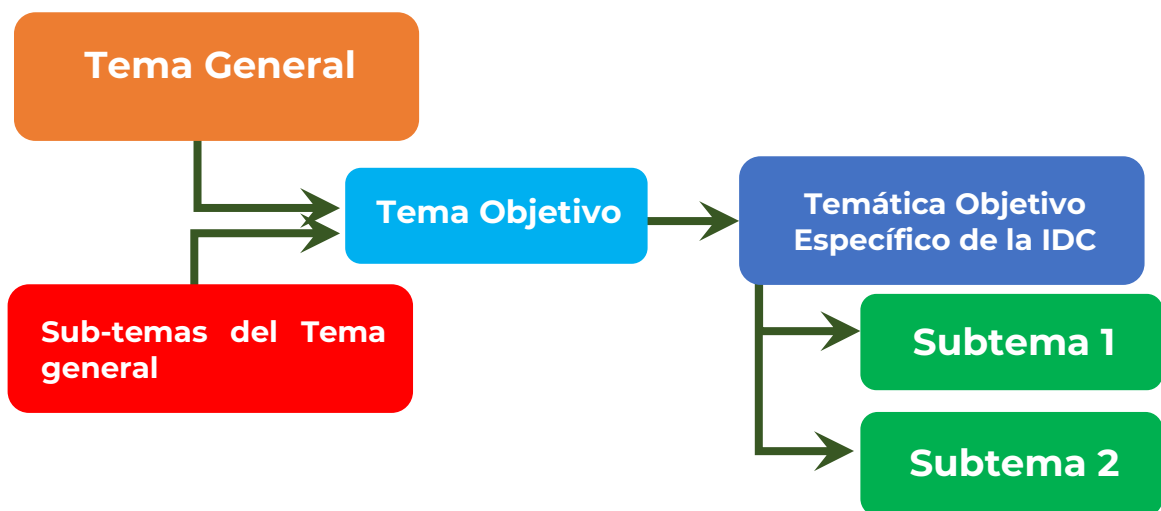 Tema General
Tema Objetivo
Temática Objetivo
Específico de la IDC
Sub-temas del Tema
general
Subtema 1
Subtema 2